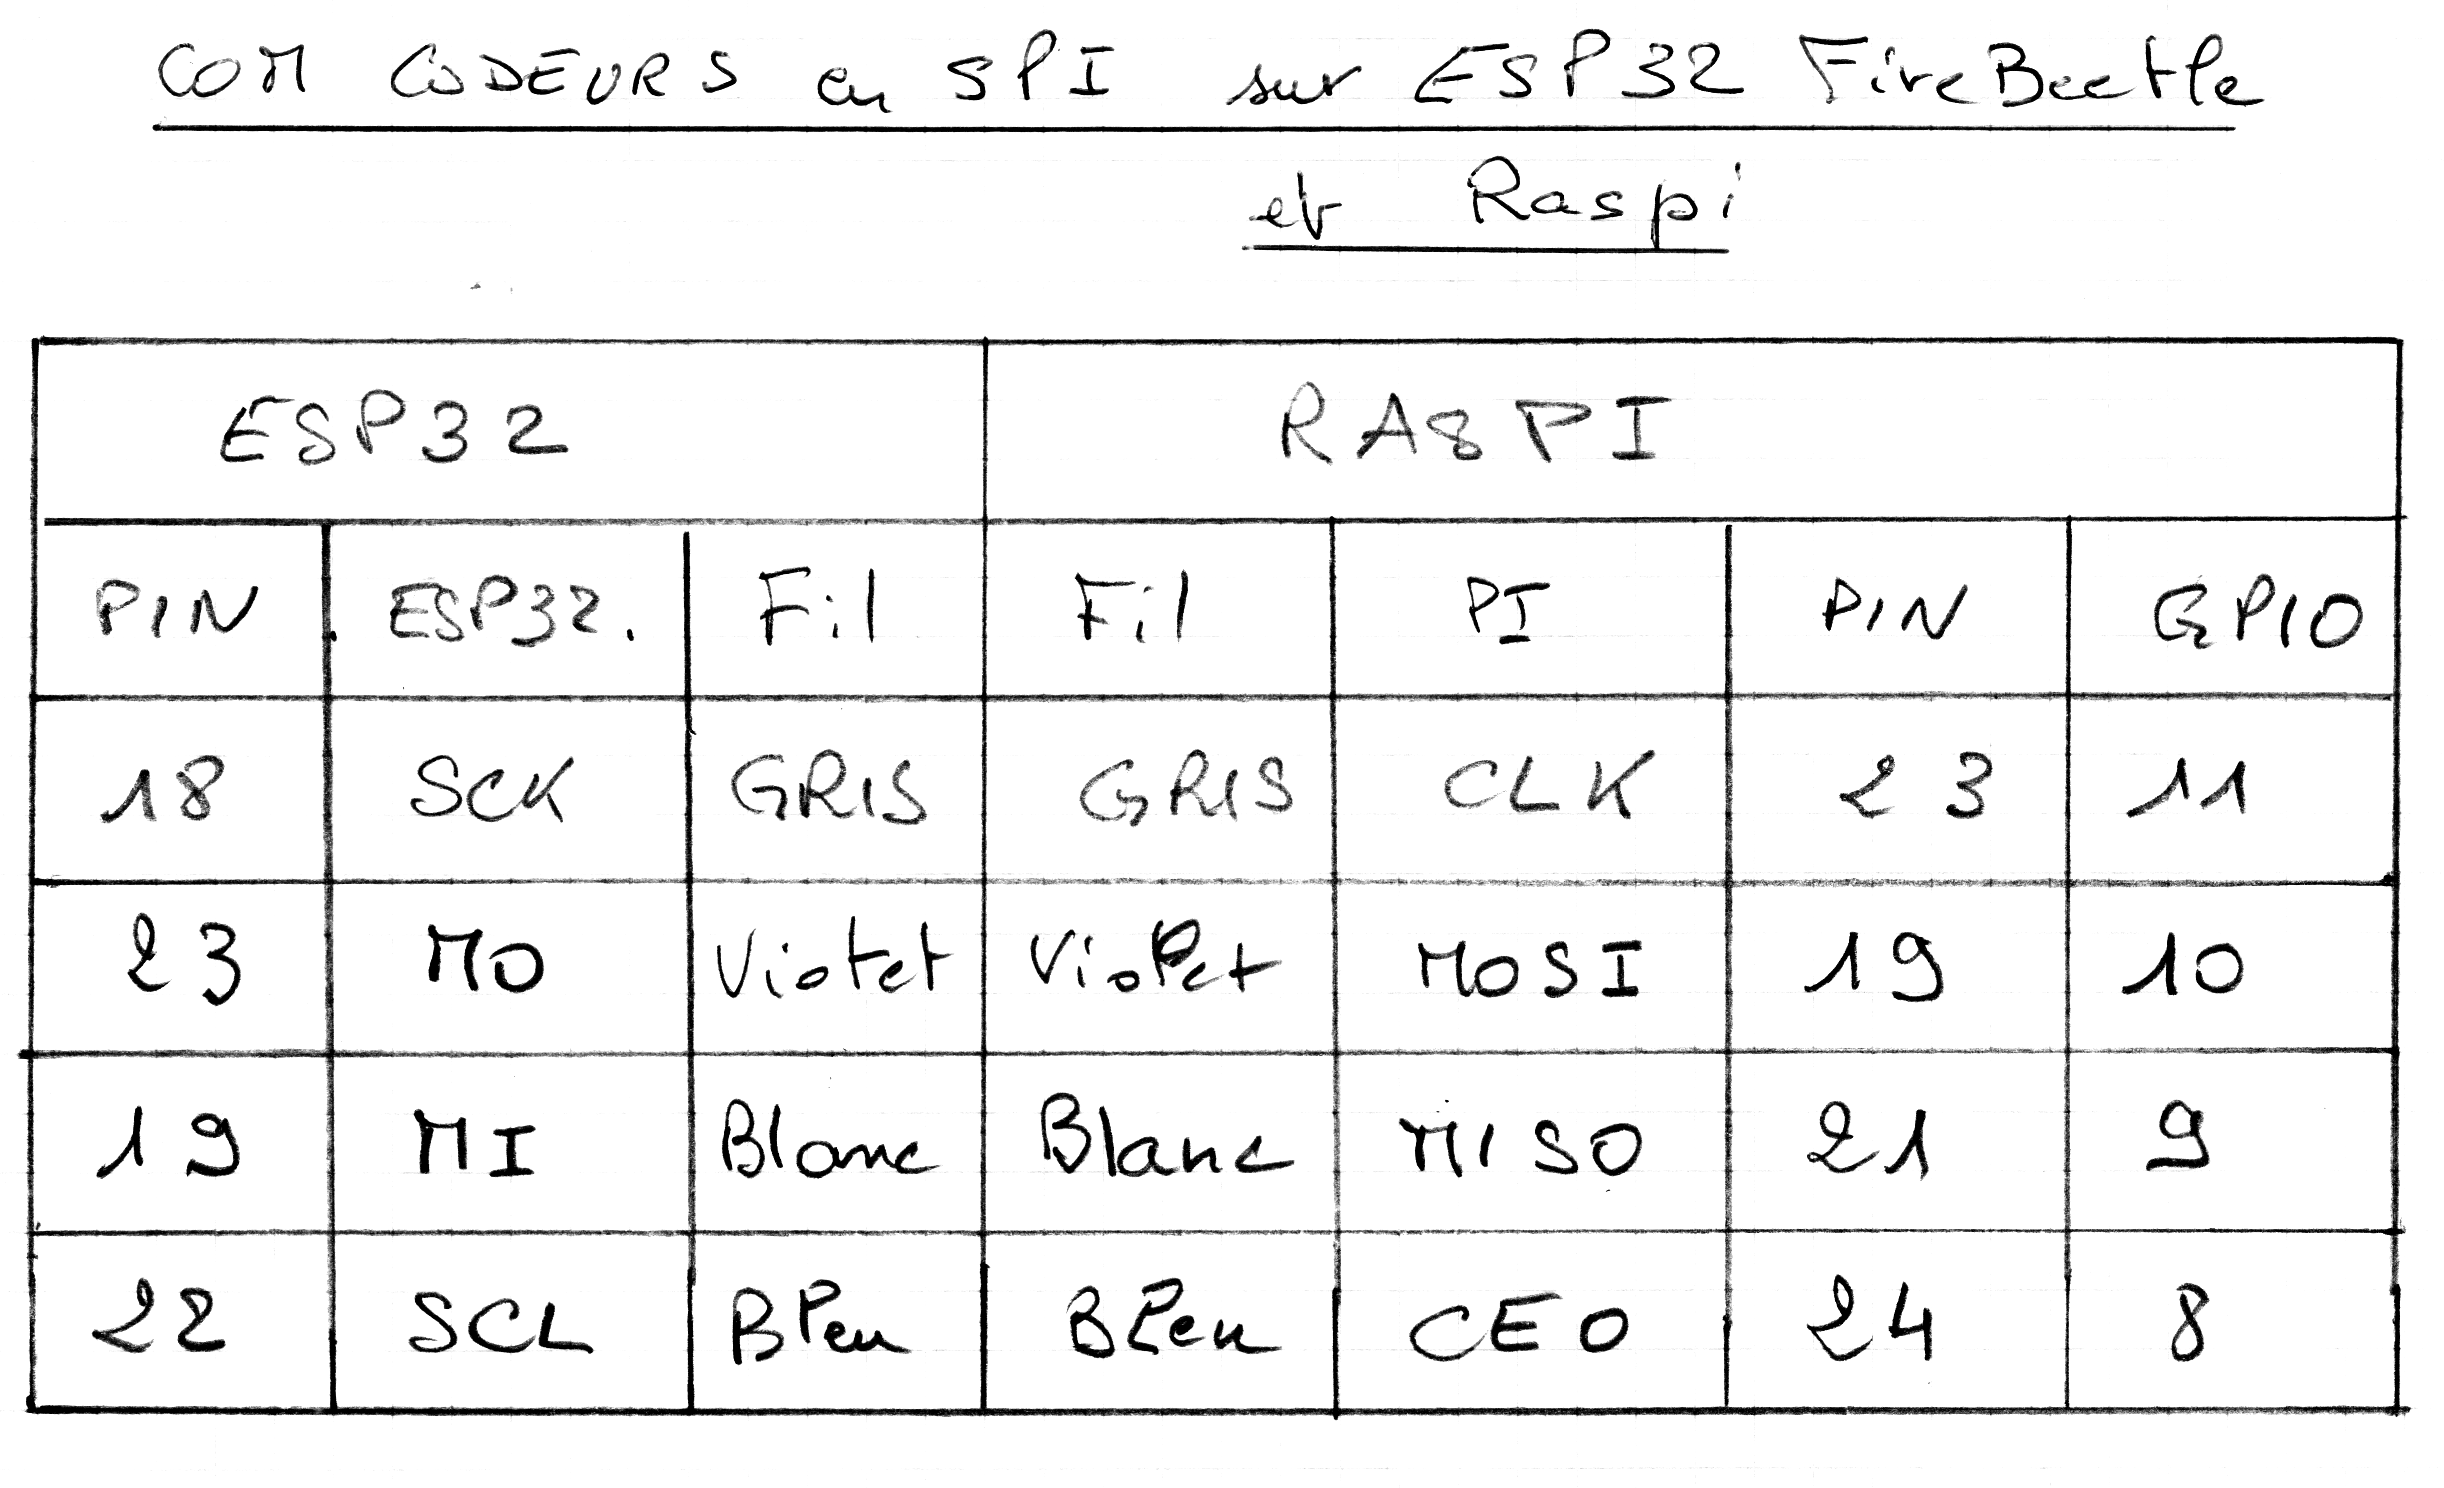 COM CODEURS en SPI sur ESP32 FireBeetle
et Raspi
ESP32 RASPI
PIN ESP32. Fil Fil PI PIN GPIO
18 SCK GRIS GRIS CLK 23 11
23 MO Violet Violet MOSI 19 10
19 MI Blanc Blanc MISO 21 9
22 SCL Bleu Bleu CEO 24 8